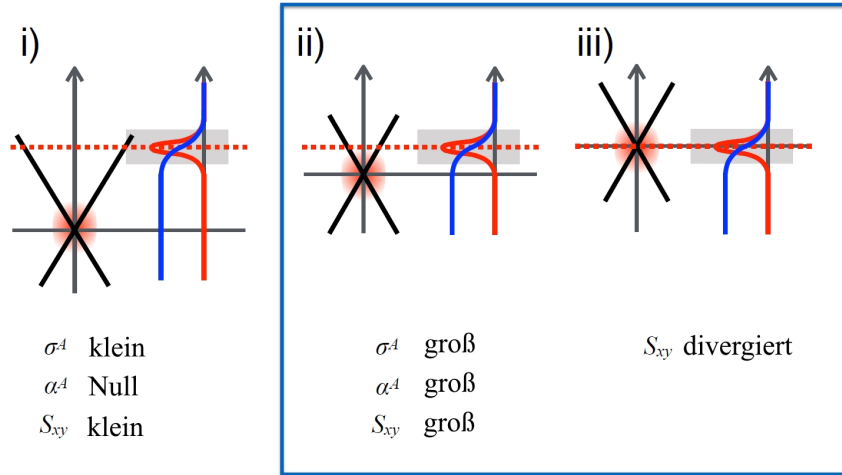 i)
ii)
iii)
σᴬ klein
αᴬ Null
Sxy klein
σᴬ groß
αᴬ groß
Sxy groß
Sxy divergiert